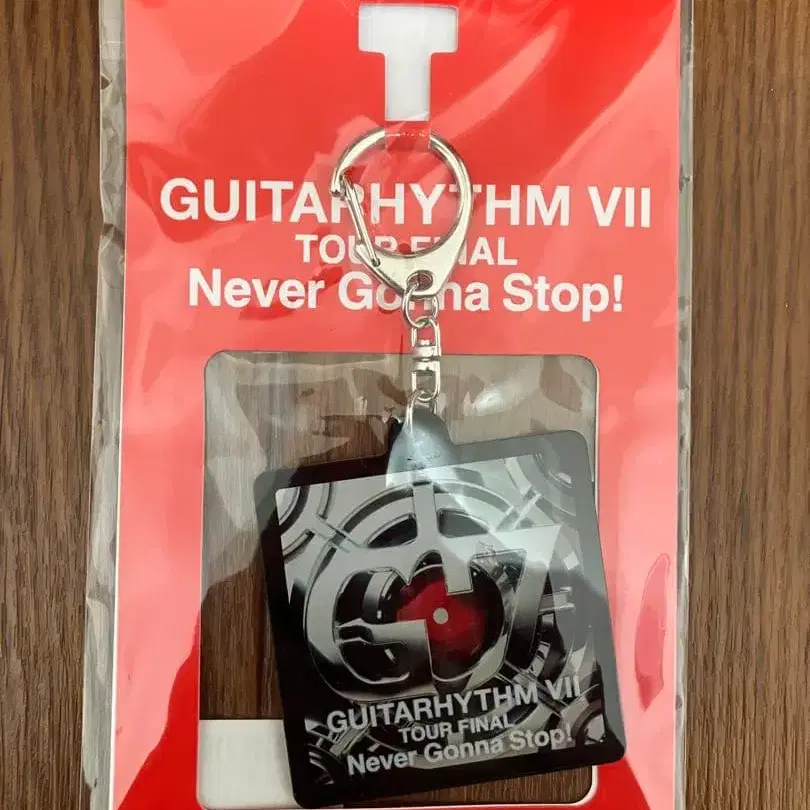 GUITARHYTHM VII
TOUR FINAL
Never Gonna Stop!
G7
GUITARHYTHM VII
TOUR FINAL
Never Gonna Stop!